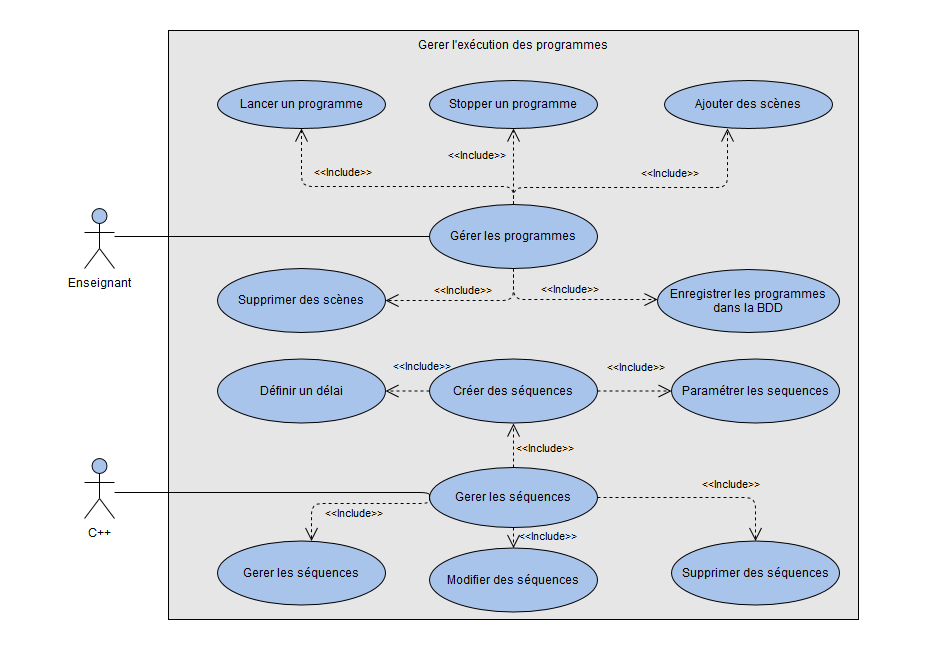 Gerer l'exécution des programmes
Lancer un programme
Stopper un programme
Ajouter des scènes
<<Include>>
<<Include>>
<<Include>>
Gérer les programmes
Enseignant
<<Include>>
<<Include>>
Supprimer des scènes
Enregistrer les programmes
dans la BDD
<<Include>>
<<Include>>
Définir un délai
Créer des séquences
Paramétrer les sequences
<<Include>>
<<Include>>
Gerer les séquences
<<Include>>
C++
<<Include>>
Gerer les séquences
Modifier des séquences
Supprimer des séquences